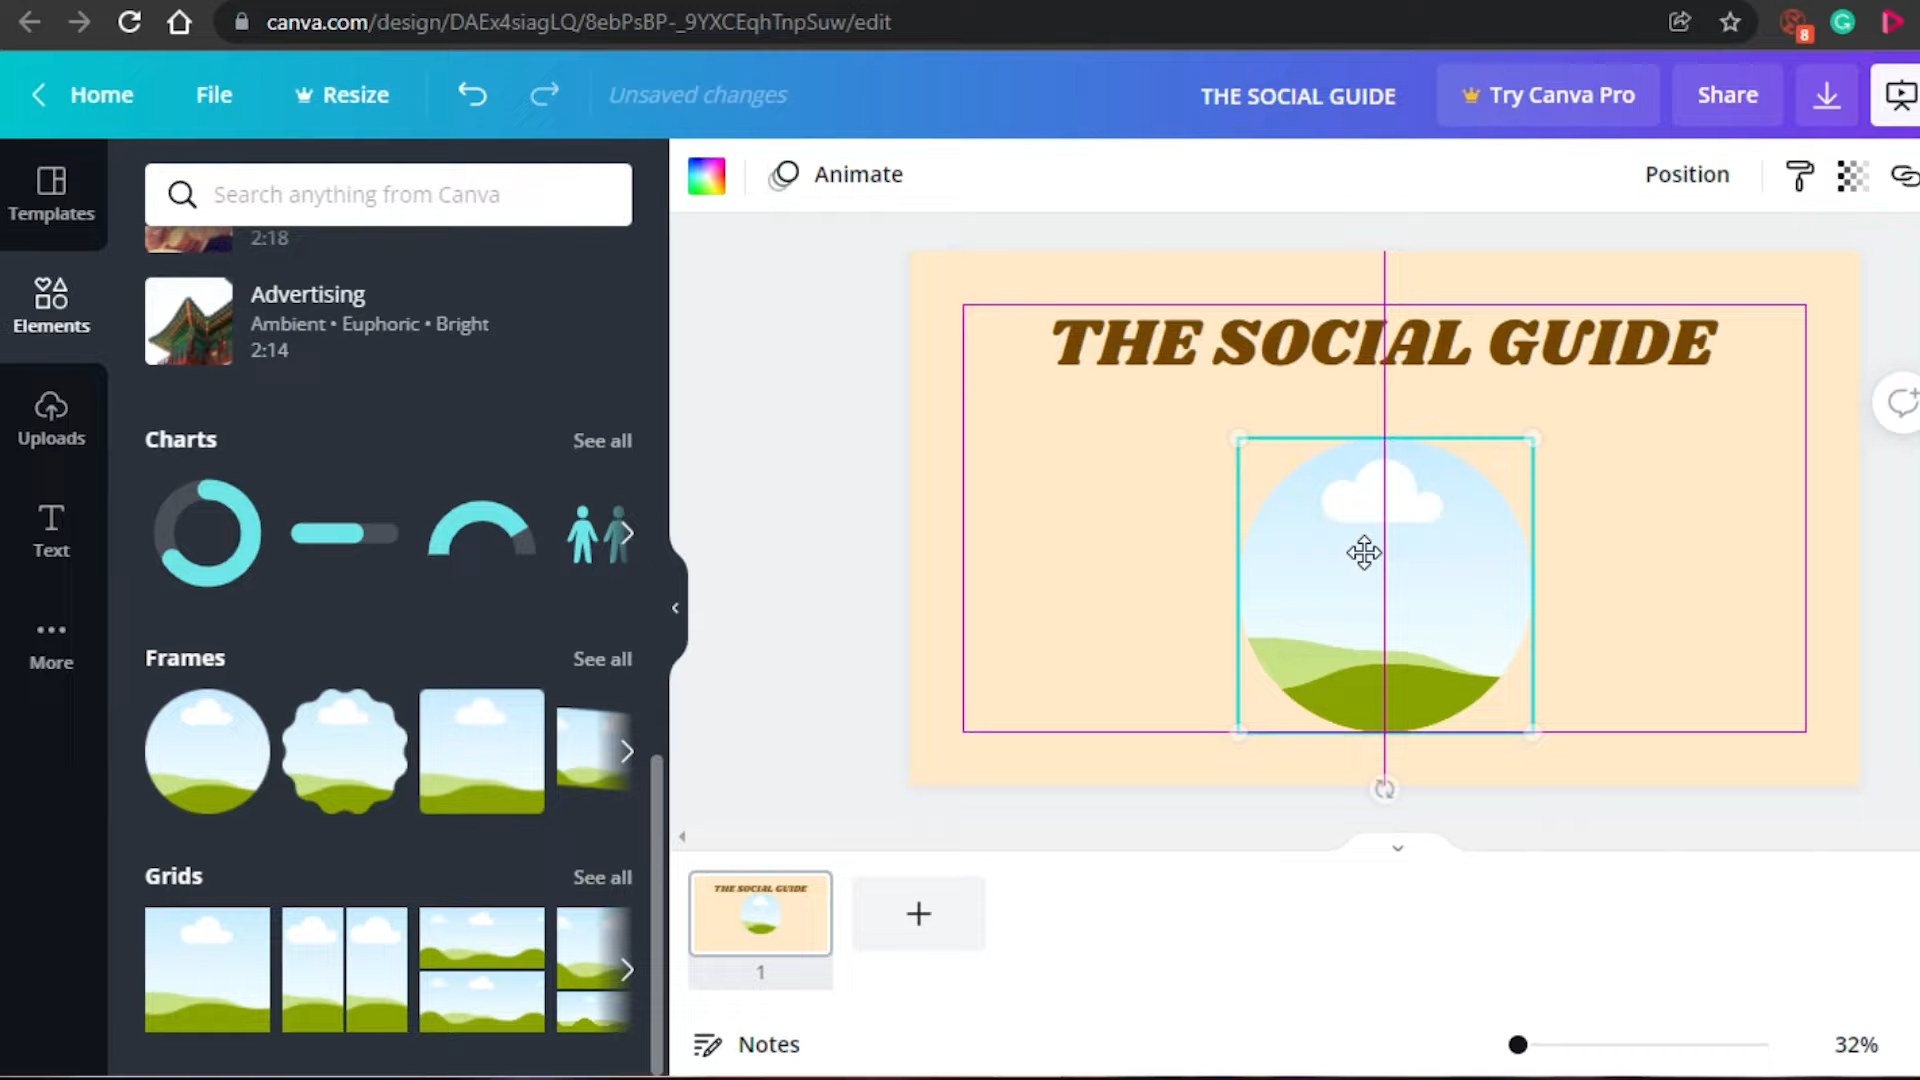 canva.com/design/DAEx4siagLQ/8ebPsBP-_9YXCEqhTnpSuw/edit
8
Home
File
Resize
Unsaved changes
THE SOCIAL GUIDE
Try Canva Pro
Share
Templates
Elements
Uploads
Text
More
Search anything from Canva
2:18
Advertising
Ambient • Euphoric • Bright
2:14
Charts
See all
Frames
See all
Grids
See all
Animate
Position
THE SOCIAL GUIDE
THE SOCIAL GUIDE
1
Notes
32%